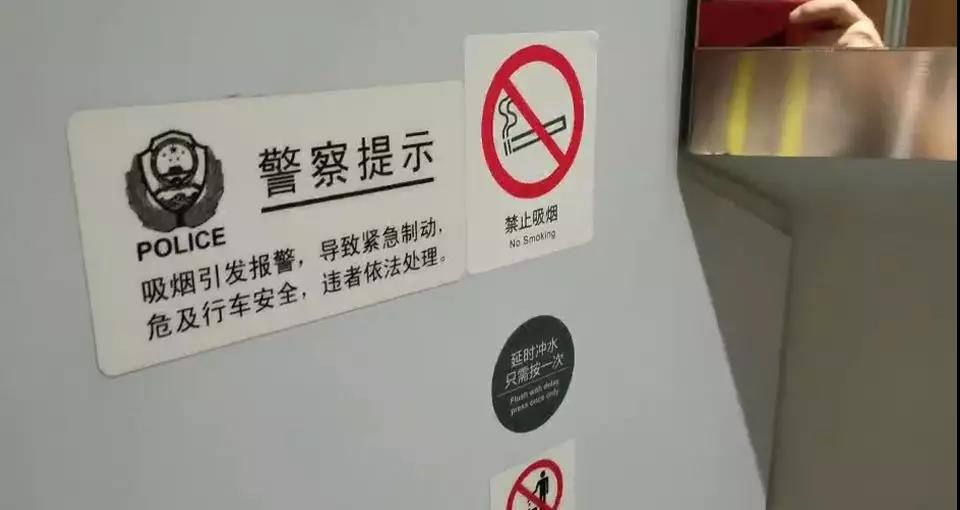 警察提示
POLICE
吸烟引发报警，导致紧急制动，
危及行车安全，违者依法处理。
禁止吸烟
No Smoking
延时冲水
只需按一次
Flush with delay
press once only